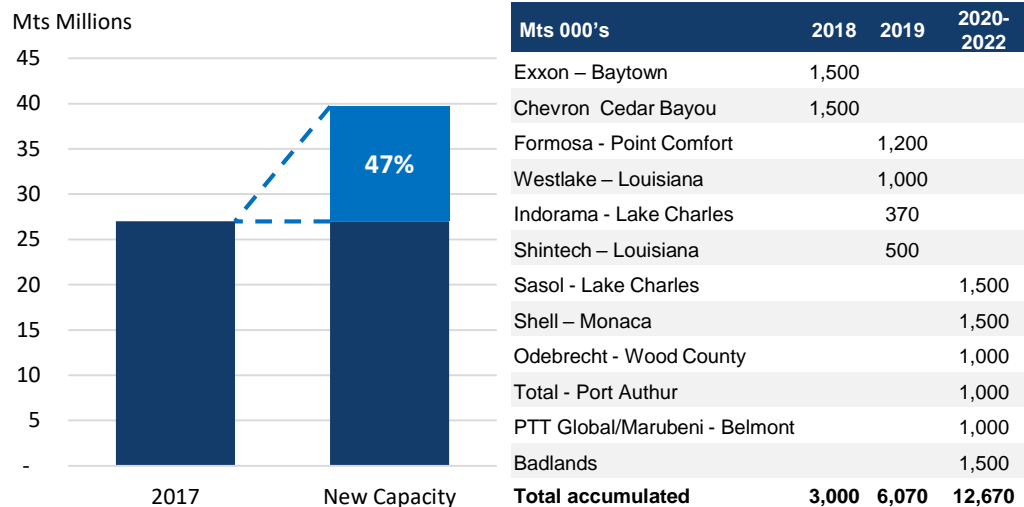 Mts Millions
45
40
35
30
25
20
15
10
5
-
47%
2017 New Capacity
Mts 000's 2018 2019 2020-
2022
Exxon – Baytown 1,500
Chevron Cedar Bayou 1,500
Formosa - Point Comfort 1,200
Westlake – Louisiana 1,000
Indorama - Lake Charles 370
Shintech – Louisiana 500
Sasol - Lake Charles 1,500
Shell – Monaca 1,500
Odebrecht - Wood County 1,000
Total - Port Authur 1,000
PTT Global/Marubeni - Belmont 1,000
Badlands 1,500
Total accumulated 3,000 6,070 12,670